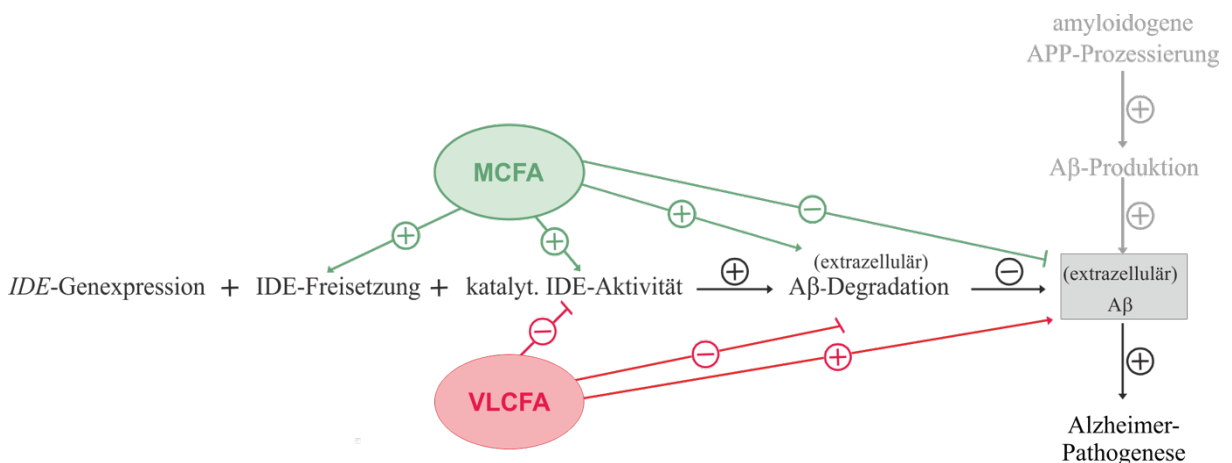 amyloidogene
APP-Prozessierung
+
Aβ-Produktion
+
MCFA
+
+
+
−
IDE-Genexpression + IDE-Freisetzung + katalyt. IDE-Aktivität
+
(extrazellulär)
Aβ-Degradation
−
(extrazellulär)
Aβ
−
−
+
VLCFA
+
Alzheimer-
Pathogenese